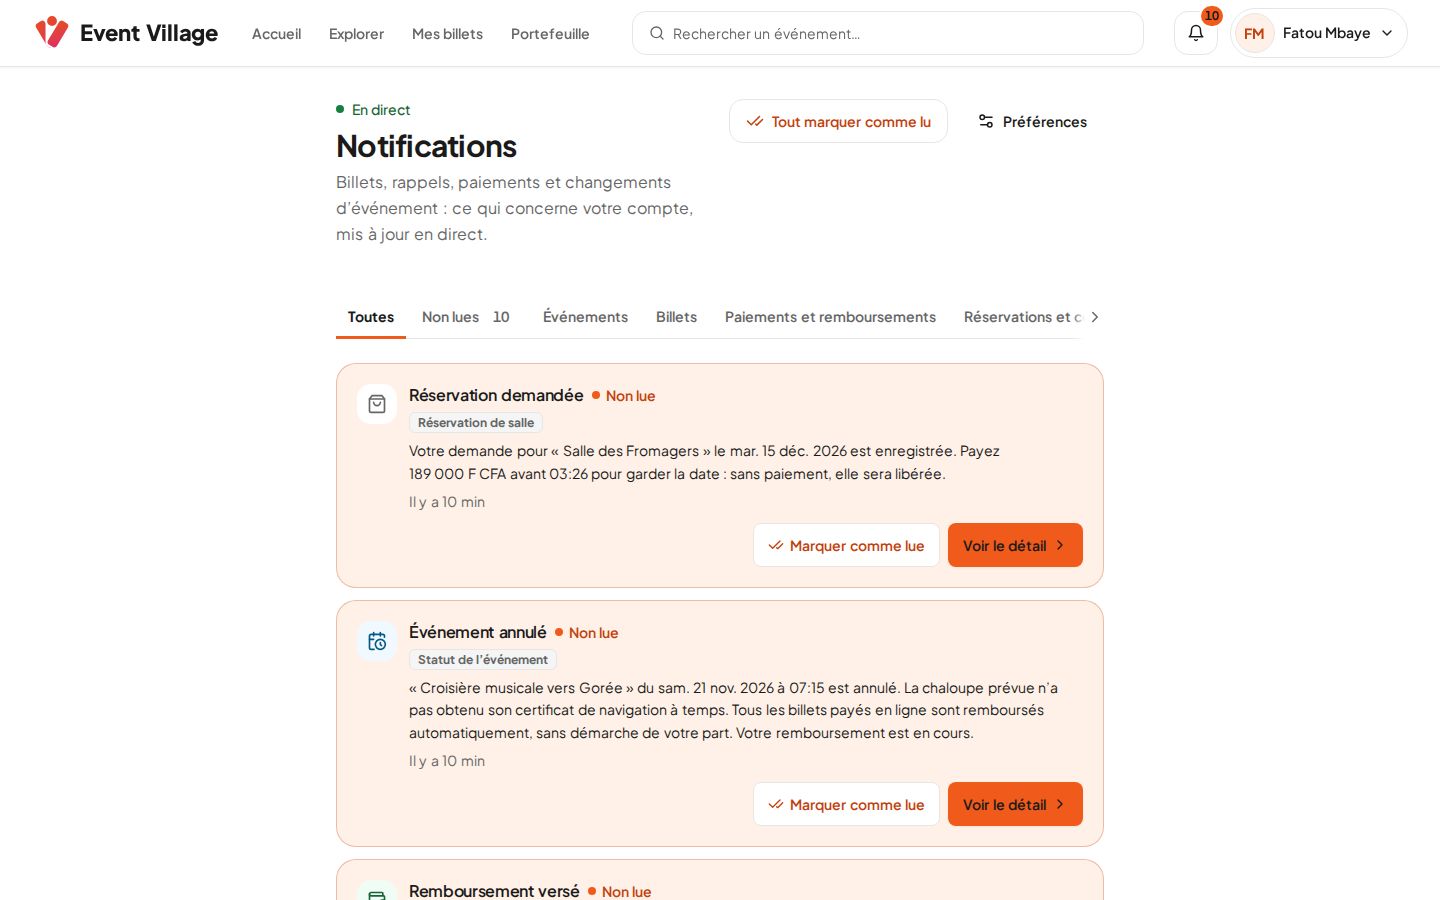 Event Village
Accueil
Explorer
Mes billets
Portefeuille
Rechercher un événement…
10
FM
Fatou Mbaye
En direct
Notifications
Billets, rappels, paiements et changements
d’événement : ce qui concerne votre compte,
mis à jour en direct.
Tout marquer comme lu
Préférences
Toutes
Non lues 10
Événements
Billets
Paiements et remboursements
Réservations et
Réservation demandée
Non lue
Réservation de salle
Votre demande pour « Salle des Fromagers » le mar. 15 déc. 2026 est enregistrée. Payez
189 000 F CFA avant 03:26 pour garder la date : sans paiement, elle sera libérée.
Il y a 10 min
Marquer comme lue
Voir le détail
Événement annulé
Non lue
Statut de l’événement
« Croisière musicale vers Gorée » du sam. 21 nov. 2026 à 07:15 est annulé. La chaloupe prévue n’a
pas obtenu son certificat de navigation à temps. Tous les billets payés en ligne sont remboursés
automatiquement, sans démarche de votre part. Votre remboursement est en cours.
Il y a 10 min
Marquer comme lue
Voir le détail
Remboursement versé
Non lue